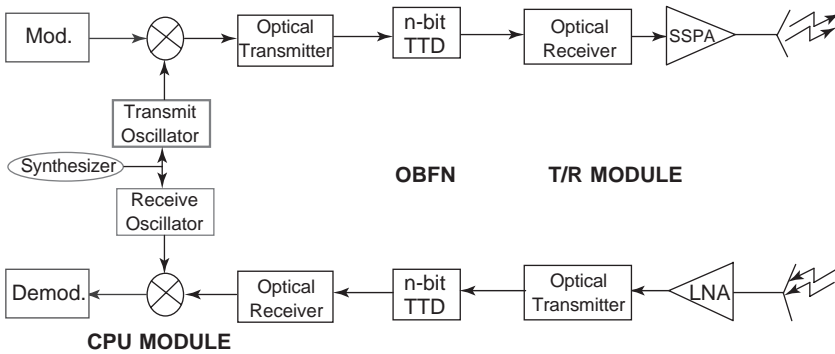 Mod.
Optical
Transmitter
n-bit
TTD
Optical
Receiver
SSPA
Transmit
Oscillator
Synthesizer
OBFN
T/R MODULE
Receive
Oscillator
Demod.
Optical
Receiver
n-bit
TTD
Optical
Transmitter
LNA
CPU MODULE